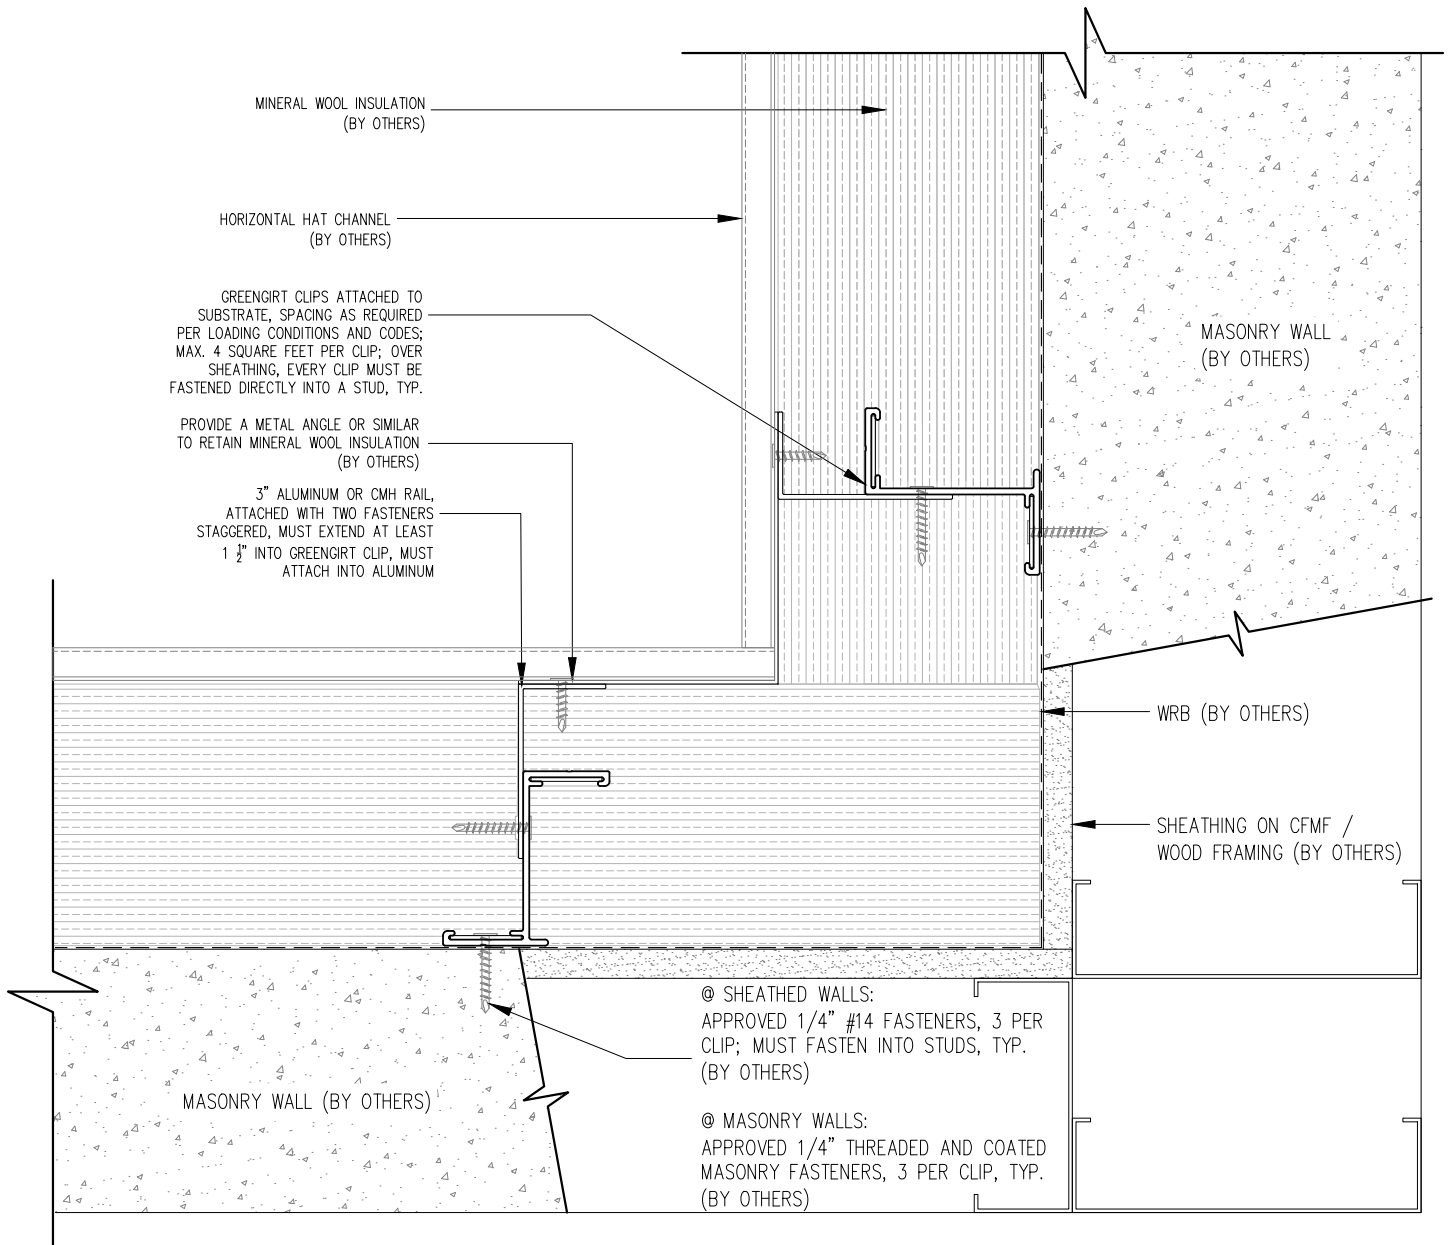 MINERAL WOOL INSULATION
(BY OTHERS)
HORIZONTAL HAT CHANNEL
(BY OTHERS)
GREENGIRT CLIPS ATTACHED TO
SUBSTRATE, SPACING AS REQUIRED
PER LOADING CONDITIONS AND CODES;
MAX. 4 SQUARE FEET PER CLIP; OVER
SHEATHING, EVERY CLIP MUST BE
FASTENED DIRECTLY INTO A STUD, TYP.
PROVIDE A METAL ANGLE OR SIMILAR
TO RETAIN MINERAL WOOL INSULATION
(BY OTHERS)
3" ALUMINUM OR CMH RAIL,
ATTACHED WITH TWO FASTENERS
STAGGERED, MUST EXTEND AT LEAST
1 ½" INTO GREENGIRT CLIP, MUST
ATTACH INTO ALUMINUM
MASONRY WALL
(BY OTHERS)
WRB (BY OTHERS)
SHEATHING ON CFMF /
WOOD FRAMING (BY OTHERS)
@ SHEATHED WALLS:
APPROVED 1/4" #14 FASTENERS, 3 PER
CLIP; MUST FASTEN INTO STUDS, TYP.
(BY OTHERS)
@ MASONRY WALLS:
APPROVED 1/4" THREADED AND COATED
MASONRY FASTENERS, 3 PER CLIP, TYP.
(BY OTHERS)
MASONRY WALL (BY OTHERS)